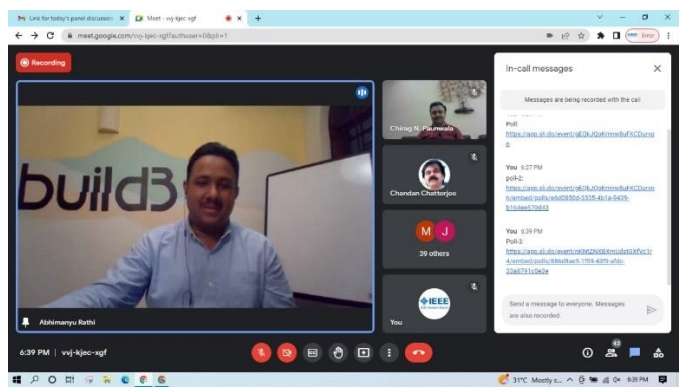 Link for today's panel discussion
Meet - vvj-kjec-xgf
meet.google.com/vvj-kjec-xgf?authuser=0&pli=1
Error
Recording
In-call messages
Messages are being recorded with the call
build3
Chirag N. Paunwala
Chandan Chatterjee
M J
39 others
IEEE
You
Abhimanyu Rathi
Poll:
You 6:37 PM
poll-2:
You 6:39 PM
Poll-3:
Send a message to everyone. Messages
are also recorded.
6:39 PM | vvj-kjec-xgf
42
31°C Mostly s...
6:39 PM